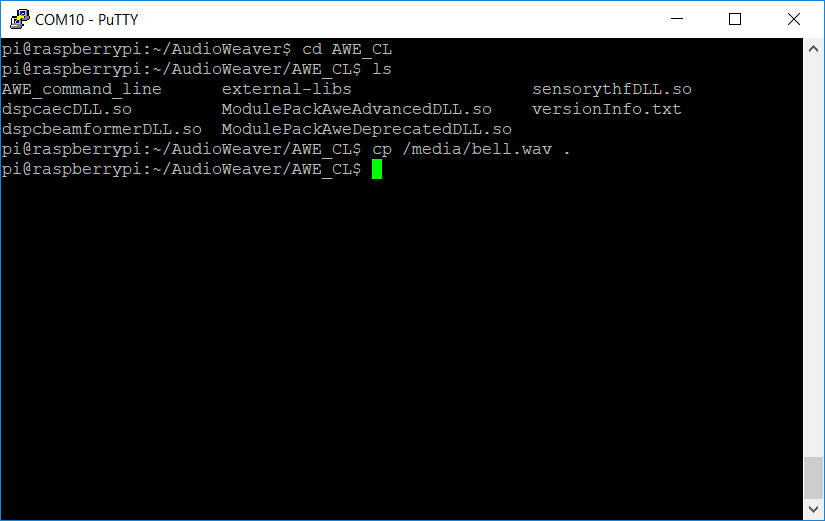 COM10 - PuTTY
pi@raspberrypi:~/AudioWeaver$ cd AWE_CL
pi@raspberrypi:~/AudioWeaver/AWE_CL$ ls
AWE_command_line      external-libs                  sensorythfDLL.so
dspcaecDLL.so         ModulePackAweAdvancedDLL.so    versionInfo.txt
dspcbeamformerDLL.so  ModulePackAweDeprecatedDLL.so
pi@raspberrypi:~/AudioWeaver/AWE_CL$ cp /media/bell.wav .
pi@raspberrypi:~/AudioWeaver/AWE_CL$